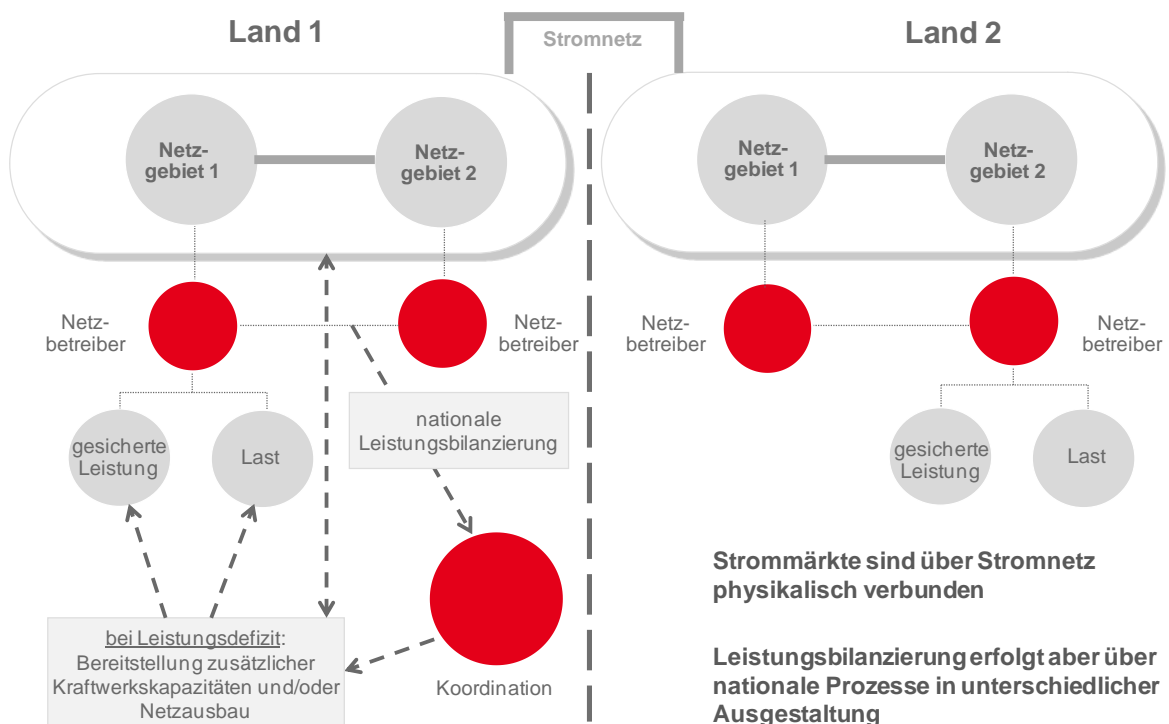 Land 1
Stromnetz
Land 2
Netz-
gebiet 1
Netz-
gebiet 2
Netz-
gebiet 1
Netz-
gebiet 2
Netz-
betreiber
Netz-
betreiber
Netz-
betreiber
Netz-
betreiber
gesicherte
Leistung
Last
nationale
Leistungsbilanzierung
gesicherte
Leistung
Last
bei Leistungsdefizit:
Bereitstellung zusätzlicher
Kraftwerkskapazitäten und/oder
Netzausbau
Koordination
Strommärkte sind über Stromnetz
physikalisch verbunden
Leistungsbilanzierung erfolgt aber über
nationale Prozesse in unterschiedlicher
Ausgestaltung